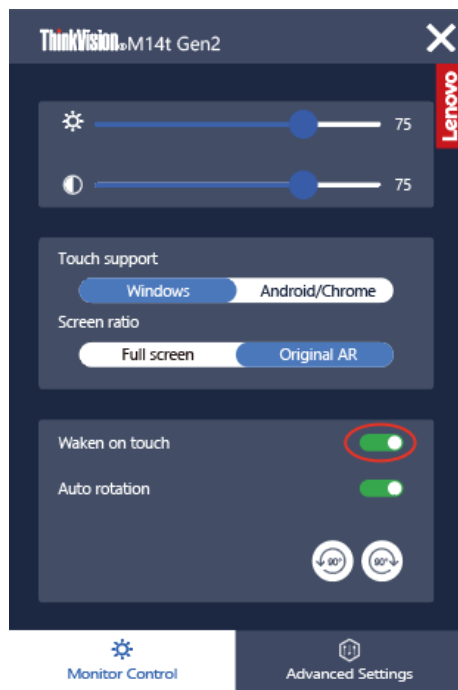 ThinkVision®M14t Gen2
Lenovo
75
75
Touch support
Windows Android/Chrome
Screen ratio
Full screen Original AR
Waken on touch
Auto rotation
90° 90°
Monitor Control Advanced Settings